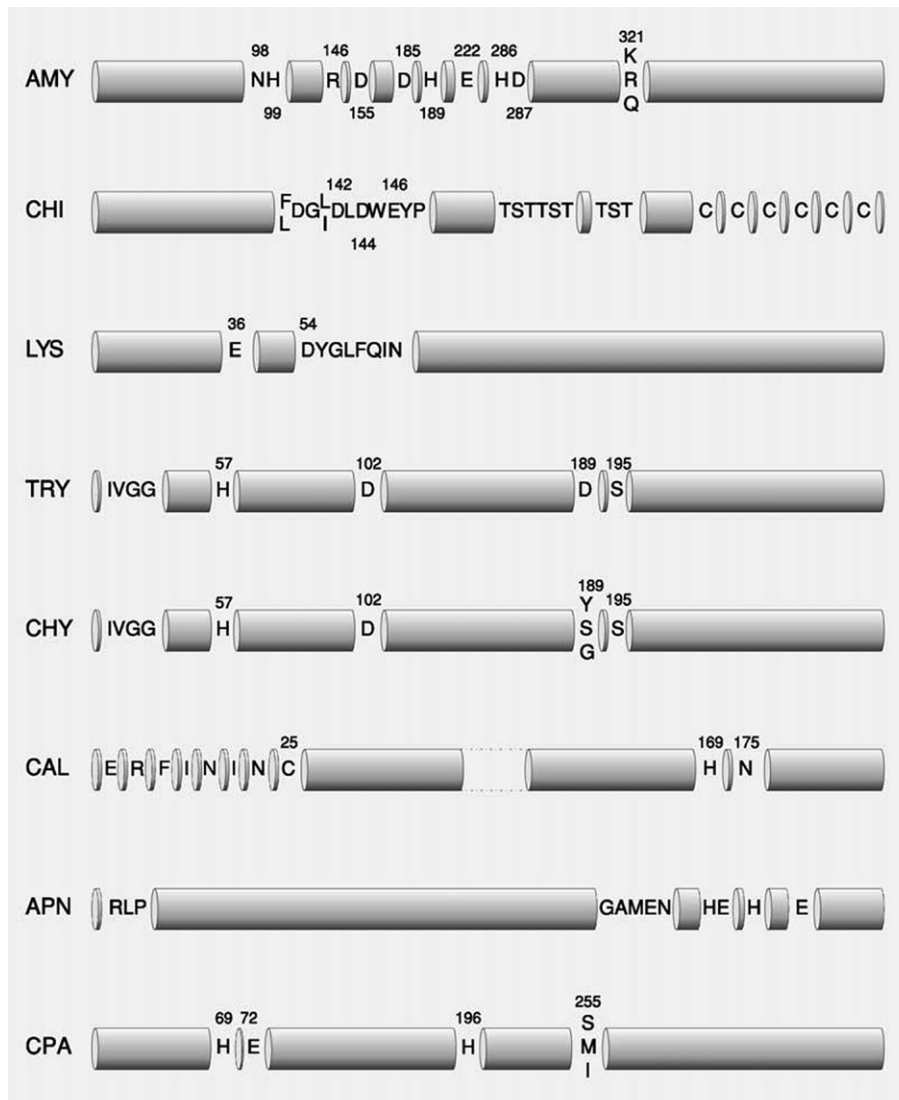 98 146 185 222 286 321
AMY NH R D D H E HD K R Q
99 155 189 287
142 146
CHI F L DG L I DLDWEYP TSTTST TST C C C C C C
144
36 54
LYS E DYGLFQIN
57 102 189 195
TRY IVGG H D D S
57 102 189 195
CHY IVGG H D Y S G S
25 169 175
CAL E R F I N I N C H N
APN RLP GAMEN HE H E
69 72 196 255
CPA H E H S M I